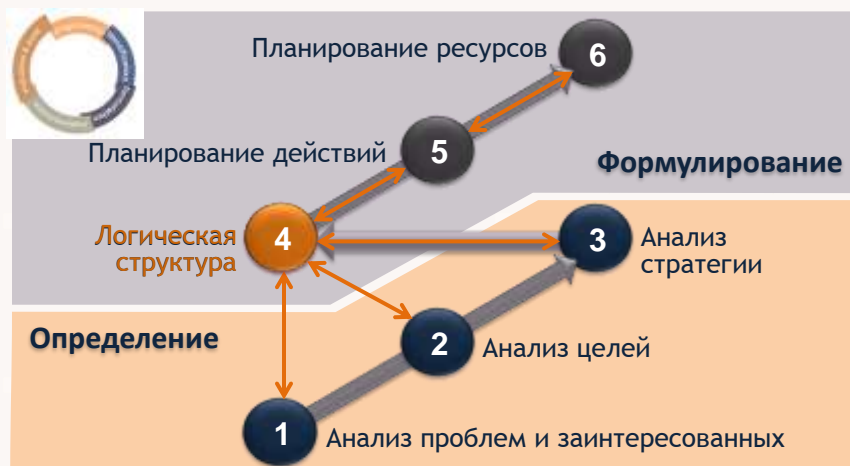 Планирование ресурсов
6
Планирование действий
5
Формулирование
Логическая
структура
4
3
Анализ
стратегии
Определение
2
Анализ целей
1
Анализ проблем и заинтересованных